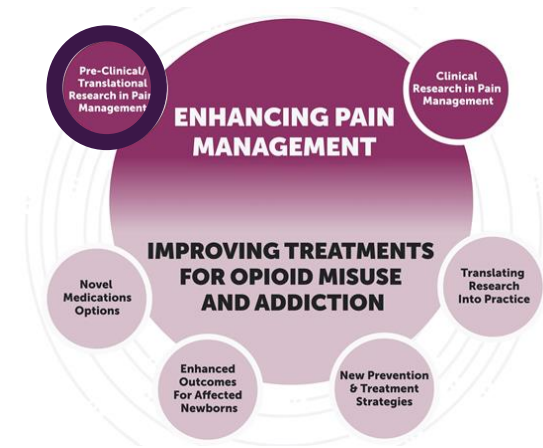 Pre-Clinical/
Translational
Research in Pain
Management
Clinical
Research in Pain
Management
ENHANCING PAIN
MANAGEMENT
IMPROVING TREATMENTS
FOR OPIOID MISUSE
AND ADDICTION
Novel
Medications
Options
Translating
Research
Into Practice
Enhanced
Outcomes
For Affected
Newborns
New Prevention
& Treatment
Strategies